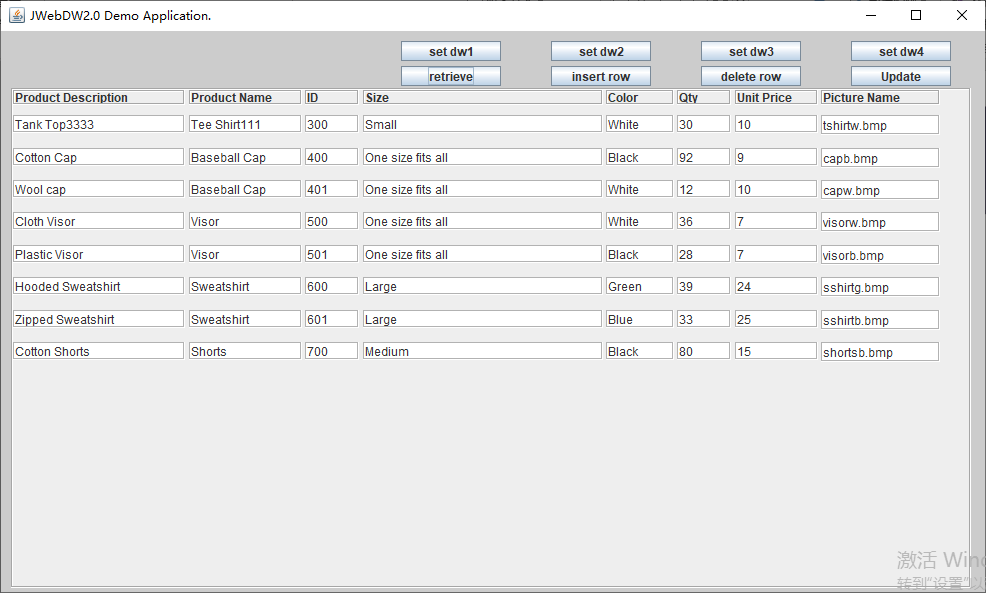 JWebDW2.0 Demo Application.
set dw1 set dw2 set dw3 set dw4
retrieve insert row delete row Update
Product Description Product Name ID Size Color Qty Unit Price Picture Name
Tank Top3333 Tee Shirt111 300 Small White 30 10 tshirtw.bmp
Cotton Cap Baseball Cap 400 One size fits all Black 92 9 capb.bmp
Wool cap Baseball Cap 401 One size fits all White 12 10 capw.bmp
Cloth Visor Visor 500 One size fits all White 36 7 visorw.bmp
Plastic Visor Visor 501 One size fits all Black 28 7 visorb.bmp
Hooded Sweatshirt Sweatshirt 600 Large Green 39 24 sshirtg.bmp
Zipped Sweatshirt Sweatshirt 601 Large Blue 33 25 sshirtb.bmp
Cotton Shorts Shorts 700 Medium Black 80 15 shortsb.bmp
激活 Wind
转到“设置”以